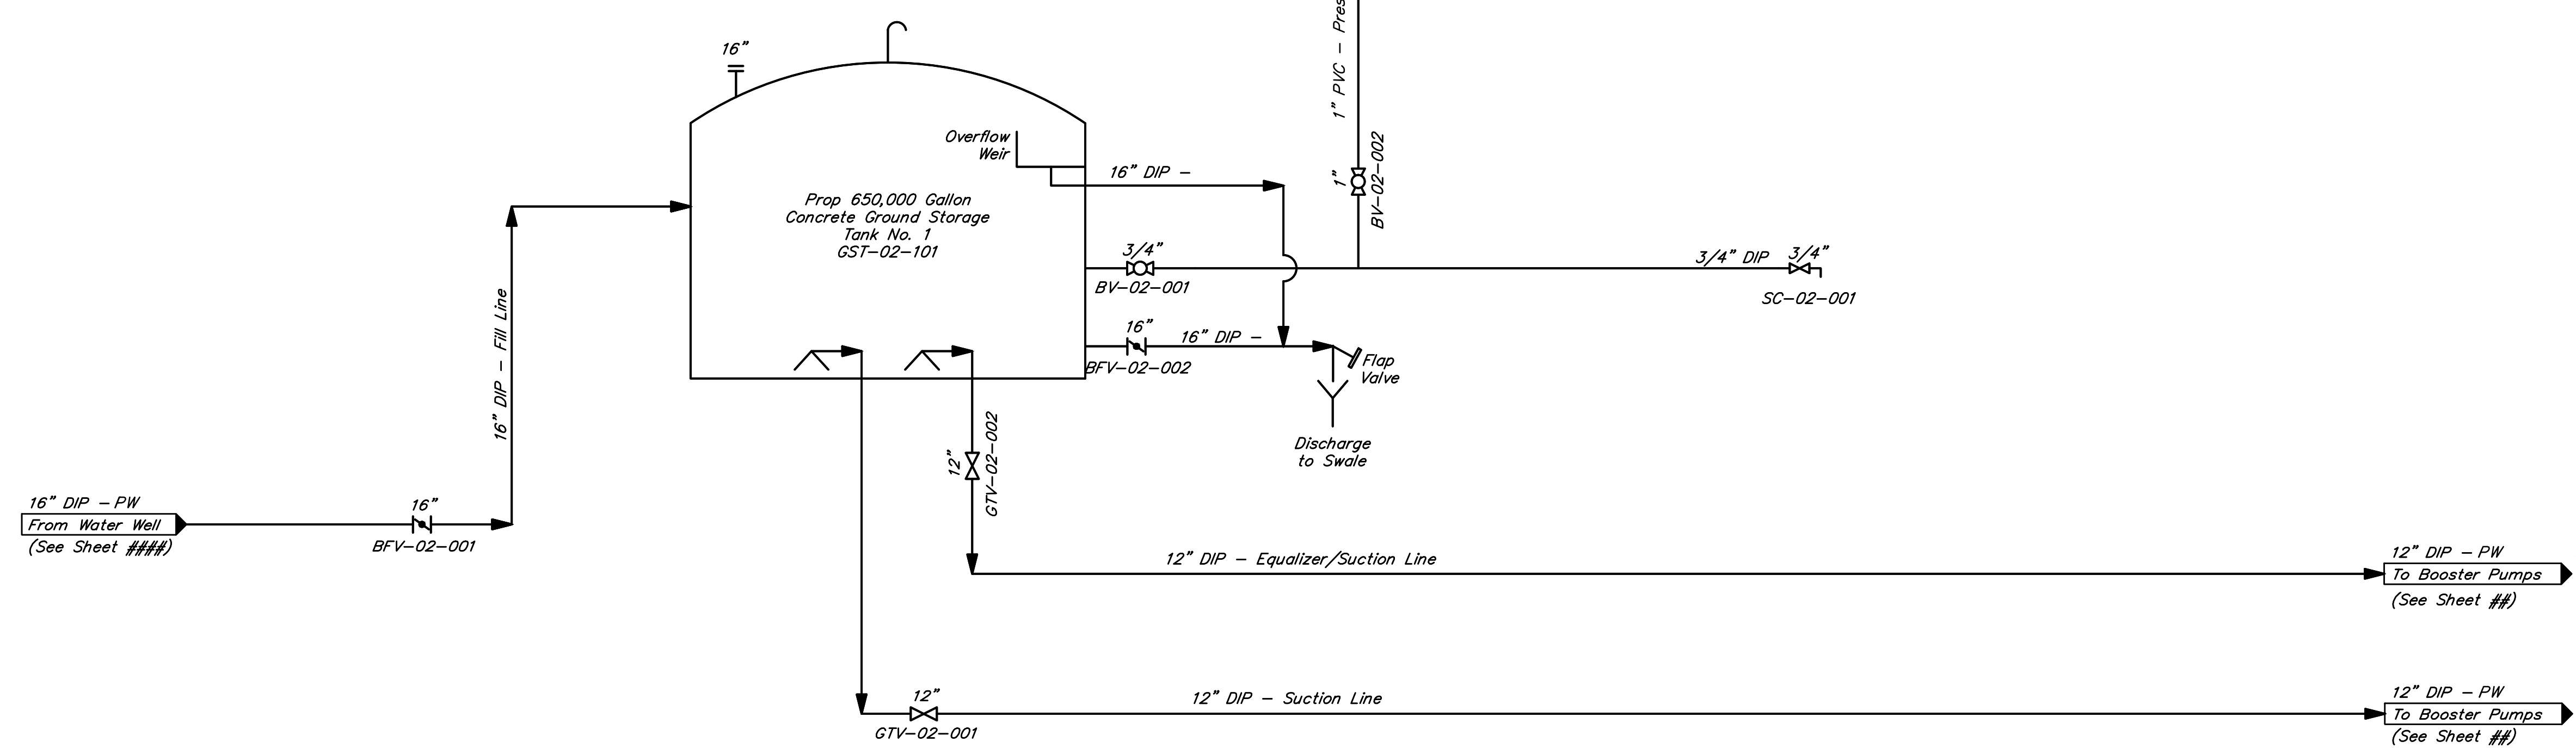 16”
Overflow
Weir
16” DIP –
Prop 650,000 Gallon
Concrete Ground Storage
Tank No. 1
GST–02–101
1” PVC – Pres
1”
BV–02–002
3/4”
BV–02–001
3/4” DIP
3/4”
SC–02–001
16” DIP – Fill Line
16”
16” DIP –
BFV–02–002
Flap
Valve
Discharge
to Swale
12”
GTV–02–002
16” DIP – PW
From Water Well
(See Sheet ####)
16”
BFV–02–001
12” DIP – Equalizer/Suction Line
12” DIP – PW
To Booster Pumps
(See Sheet ##)
12”
GTV–02–001
12” DIP – Suction Line
12” DIP – PW
To Booster Pumps
(See Sheet ##)